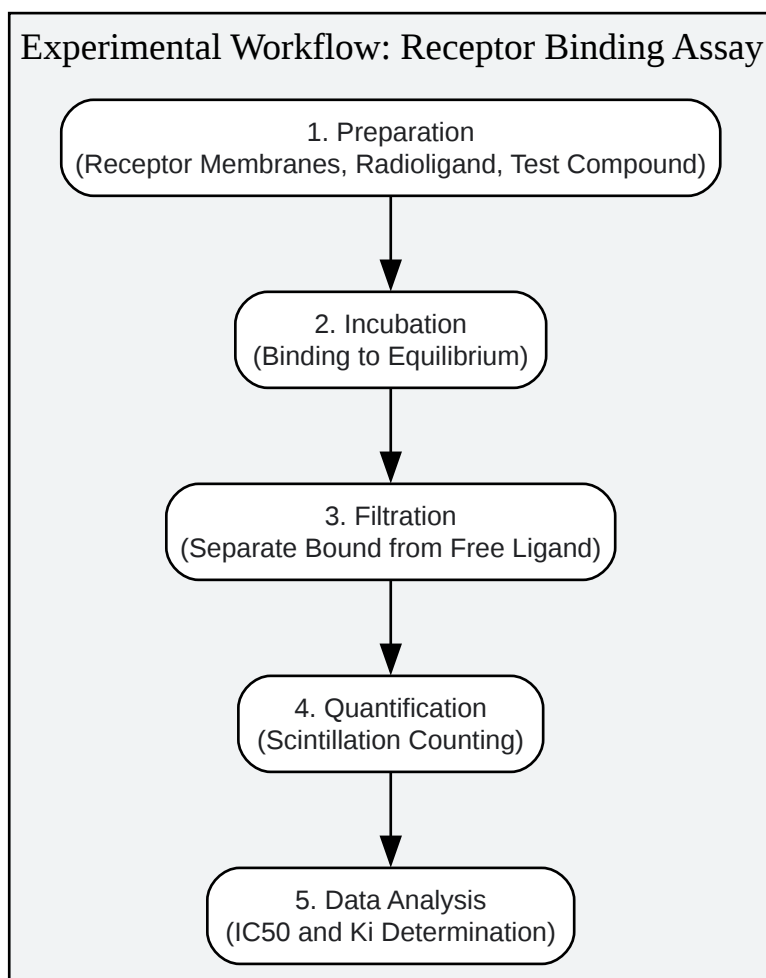 Experimental Workflow: Receptor Binding Assay
1. Preparation
(Receptor Membranes, Radioligand, Test Compound)
2. Incubation
(Binding to Equilibrium)
3. Filtration
(Separate Bound from Free Ligand)
4. Quantification
(Scintillation Counting)
5. Data Analysis
(IC50 and Ki Determination)